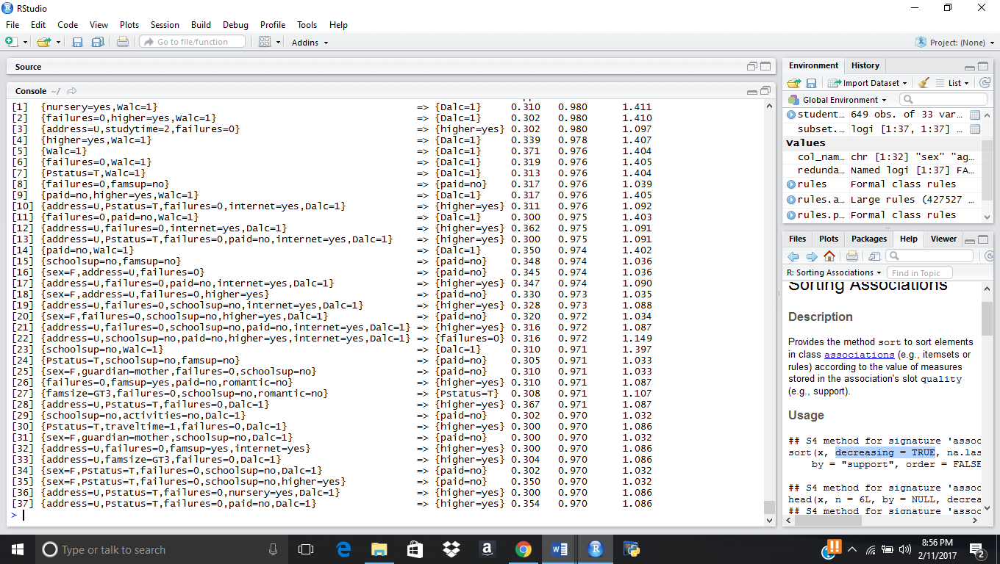 RStudio
File Edit Code View Plots Session Build Debug Profile Tools Help
Go to file/function Addins Project: (None)
Source
Console ~/
[1] {nursery=yes,Walc=1} => {Dalc=1} 0.310 0.980 1.411
[2] {failures=0,higher=yes,Walc=1} => {Dalc=1} 0.302 0.980 1.410
[3] {address=U,studytime=2,failures=0} => {higher=yes} 0.302 0.980 1.097
[4] {higher=yes,Walc=1} => {Dalc=1} 0.339 0.978 1.407
[5] {Walc=1} => {Dalc=1} 0.371 0.976 1.404
[6] {failures=0,Walc=1} => {Dalc=1} 0.319 0.976 1.405
[7] {Pstatus=T,Walc=1} => {Dalc=1} 0.313 0.976 1.404
[8] {failures=0,famsup=no} => {paid=no} 0.317 0.976 1.039
[9] {paid=no,higher=yes,Walc=1} => {Dalc=1} 0.317 0.976 1.405
[10] {address=U,Pstatus=T,failures=0,internet=yes,Dalc=1} => {higher=yes} 0.311 0.976 1.092
[11] {failures=0,paid=no,Walc=1} => {Dalc=1} 0.300 0.975 1.403
[12] {address=U,failures=0,internet=yes,Dalc=1} => {higher=yes} 0.362 0.975 1.091
[13] {address=U,Pstatus=T,failures=0,paid=no,internet=yes,Dalc=1} => {higher=yes} 0.300 0.975 1.091
[14] {paid=no,Walc=1} => {Dalc=1} 0.350 0.974 1.402
[15] {schoolsup=no,famsup=no} => {paid=no} 0.348 0.974 1.036
[16] {sex=F,address=U,failures=0} => {paid=no} 0.345 0.974 1.036
[17] {address=U,failures=0,paid=no,internet=yes,Dalc=1} => {higher=yes} 0.347 0.974 1.090
[18] {sex=F,address=U,failures=0,higher=yes} => {paid=no} 0.330 0.973 1.035
[19] {address=U,failures=0,schoolsup=no,internet=yes,Dalc=1} => {higher=yes} 0.328 0.973 1.088
[20] {sex=F,failures=0,schoolsup=no,higher=yes,Dalc=1} => {paid=no} 0.320 0.972 1.034
[21] {address=U,failures=0,schoolsup=no,paid=no,internet=yes,Dalc=1} => {higher=yes} 0.316 0.972 1.087
[22] {address=U,schoolsup=no,paid=no,higher=yes,internet=yes,Dalc=1} => {failures=0} 0.316 0.972 1.149
[23] {schoolsup=no,Walc=1} => {Dalc=1} 0.310 0.971 1.397
[24] {Pstatus=T,schoolsup=no,famsup=no} => {paid=no} 0.305 0.971 1.033
[25] {sex=F,guardian=mother,failures=0,schoolsup=no} => {paid=no} 0.310 0.971 1.033
[26] {failures=0,famsup=yes,paid=no,romantic=no} => {higher=yes} 0.310 0.971 1.087
[27] {famsize=GT3,failures=0,schoolsup=no,romantic=no} => {Pstatus=T} 0.308 0.971 1.107
[28] {address=U,Pstatus=T,failures=0,Dalc=1} => {higher=yes} 0.367 0.971 1.087
[29] {schoolsup=no,activities=no,Dalc=1} => {paid=no} 0.302 0.970 1.032
[30] {Pstatus=T,traveltime=1,failures=0,Dalc=1} => {higher=yes} 0.300 0.970 1.086
[31] {sex=F,guardian=mother,schoolsup=no,Dalc=1} => {paid=no} 0.300 0.970 1.032
[32] {address=U,failures=0,famsup=yes,internet=yes} => {higher=yes} 0.300 0.970 1.086
[33] {address=U,famsize=GT3,failures=0,Dalc=1} => {higher=yes} 0.304 0.970 1.086
[34] {sex=F,Pstatus=T,failures=0,schoolsup=no,Dalc=1} => {paid=no} 0.302 0.970 1.032
[35] {sex=F,Pstatus=T,failures=0,schoolsup=no,higher=yes} => {paid=no} 0.350 0.970 1.032
[36] {address=U,Pstatus=T,failures=0,nursery=yes,Dalc=1} => {higher=yes} 0.300 0.970 1.086
[37] {address=U,Pstatus=T,failures=0,paid=no,Dalc=1} => {higher=yes} 0.354 0.970 1.086
>
Environment History
Import Dataset List
Global Environment
student... 649 obs. of 33 var...
subset.... logi [1:37, 1:37] ...
Values
col_nam... chr [1:32] "sex" "ag...
redunda... Named logi [1:37] FA...
rules Formal class rules
rules.a... Large rules (427527 ...
rules.p... Formal class rules
Files Plots Packages Help Viewer
R: Sorting Associations Find in Topic
Sorting Associations
Description
Provides the method sort to sort elements
in class associations (e.g., itemsets or
rules) according to the value of measures
stored in the association's slot quality
(e.g., support).
Usage
## S4 method for signature 'assoc
sort(x, decreasing = TRUE, na.las
by = "support", order = FALSE
## S4 method for signature 'assoc
head(x, n = 6L, by = NULL, decrea
## S4 method for signature 'assoc
Type or talk to search
8:56 PM
2/11/2017
2